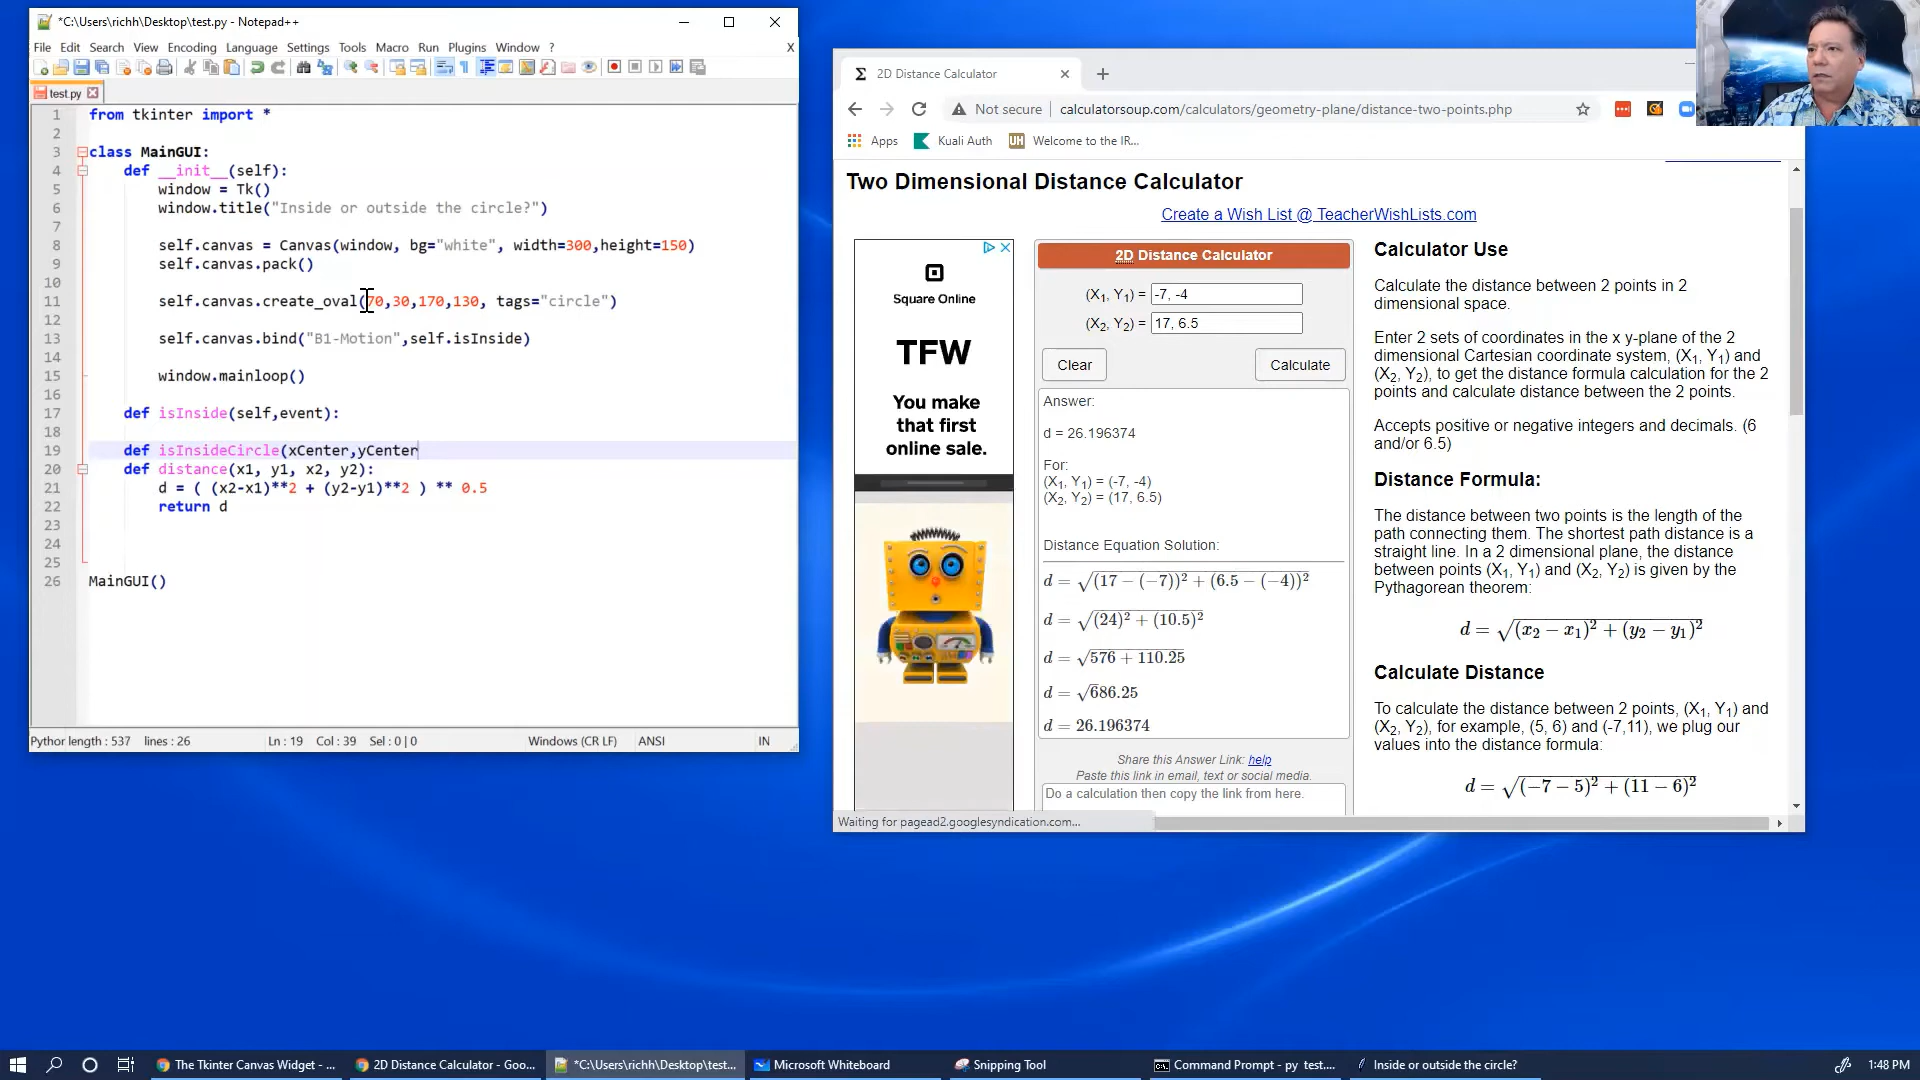 *C:\Users\richh\Desktop\test.py - Notepad++
File Edit Search View Encoding Language Settings Tools Macro Run Plugins Window ? X
test.py
1 from tkinter import *
2
3 class MainGUI:
4 def __init__(self):
5 window = Tk()
6 window.title("Inside or outside the circle?")
7
8 self.canvas = Canvas(window, bg="white", width=300,height=150)
9 self.canvas.pack()
10
11 self.canvas.create_oval(70,30,170,130, tags="circle")
12
13 self.canvas.bind("B1-Motion",self.isInside)
14
15 window.mainloop()
16
17 def isInside(self,event):
18
19 def isInsideCircle(xCenter,yCenter
20 def distance(x1, y1, x2, y2):
21 d = ( (x2-x1)**2 + (y2-y1)**2 ) ** 0.5
22 return d
23
24
25
26 MainGUI()
Python length : 537 lines : 26 Ln : 19 Col : 39 Sel : 0 | 0 Windows (CR LF) ANSI IN
2D Distance Calculator
Not secure calculatorsoup.com/calculators/geometry-plane/distance-two-points.php
Apps Kuali Auth UH Welcome to the IR...
Two Dimensional Distance Calculator
Create a Wish List @ TeacherWishLists.com
Square Online
TFW
You make
that first
online sale.
2D Distance Calculator
(X1, Y1) = -7, -4
(X2, Y2) = 17, 6.5
Clear Calculate
Answer:
d = 26.196374
For:
(X1, Y1) = (-7, -4)
(X2, Y2) = (17, 6.5)
Distance Equation Solution:
d = √(17 − (−7))² + (6.5 − (−4))²
d = √(24)² + (10.5)²
d = √576 + 110.25
d = √686.25
d = 26.196374
Share this Answer Link: help
Paste this link in email, text or social media.
Do a calculation then copy the link from here.
Calculator Use
Calculate the distance between 2 points in 2
dimensional space.
Enter 2 sets of coordinates in the x y-plane of the 2
dimensional Cartesian coordinate system, (X1, Y1) and
(X2, Y2), to get the distance formula calculation for the 2
points and calculate distance between the 2 points.
Accepts positive or negative integers and decimals. (6
and/or 6.5)
Distance Formula:
The distance between two points is the length of the
path connecting them. The shortest path distance is a
straight line. In a 2 dimensional plane, the distance
between points (X1, Y1) and (X2, Y2) is given by the
Pythagorean theorem:
d = √(x2 − x1)² + (y2 − y1)²
Calculate Distance
To calculate the distance between 2 points, (X1, Y1) and
(X2, Y2), for example, (5, 6) and (-7,11), we plug our
values into the distance formula:
d = √(−7 − 5)² + (11 − 6)²
Waiting for pagead2.googlesyndication.com...
The Tkinter Canvas Widget - ... 2D Distance Calculator - Goo... *C:\Users\richh\Desktop\test... Microsoft Whiteboard Snipping Tool Command Prompt - py test.... Inside or outside the circle? 1:48 PM